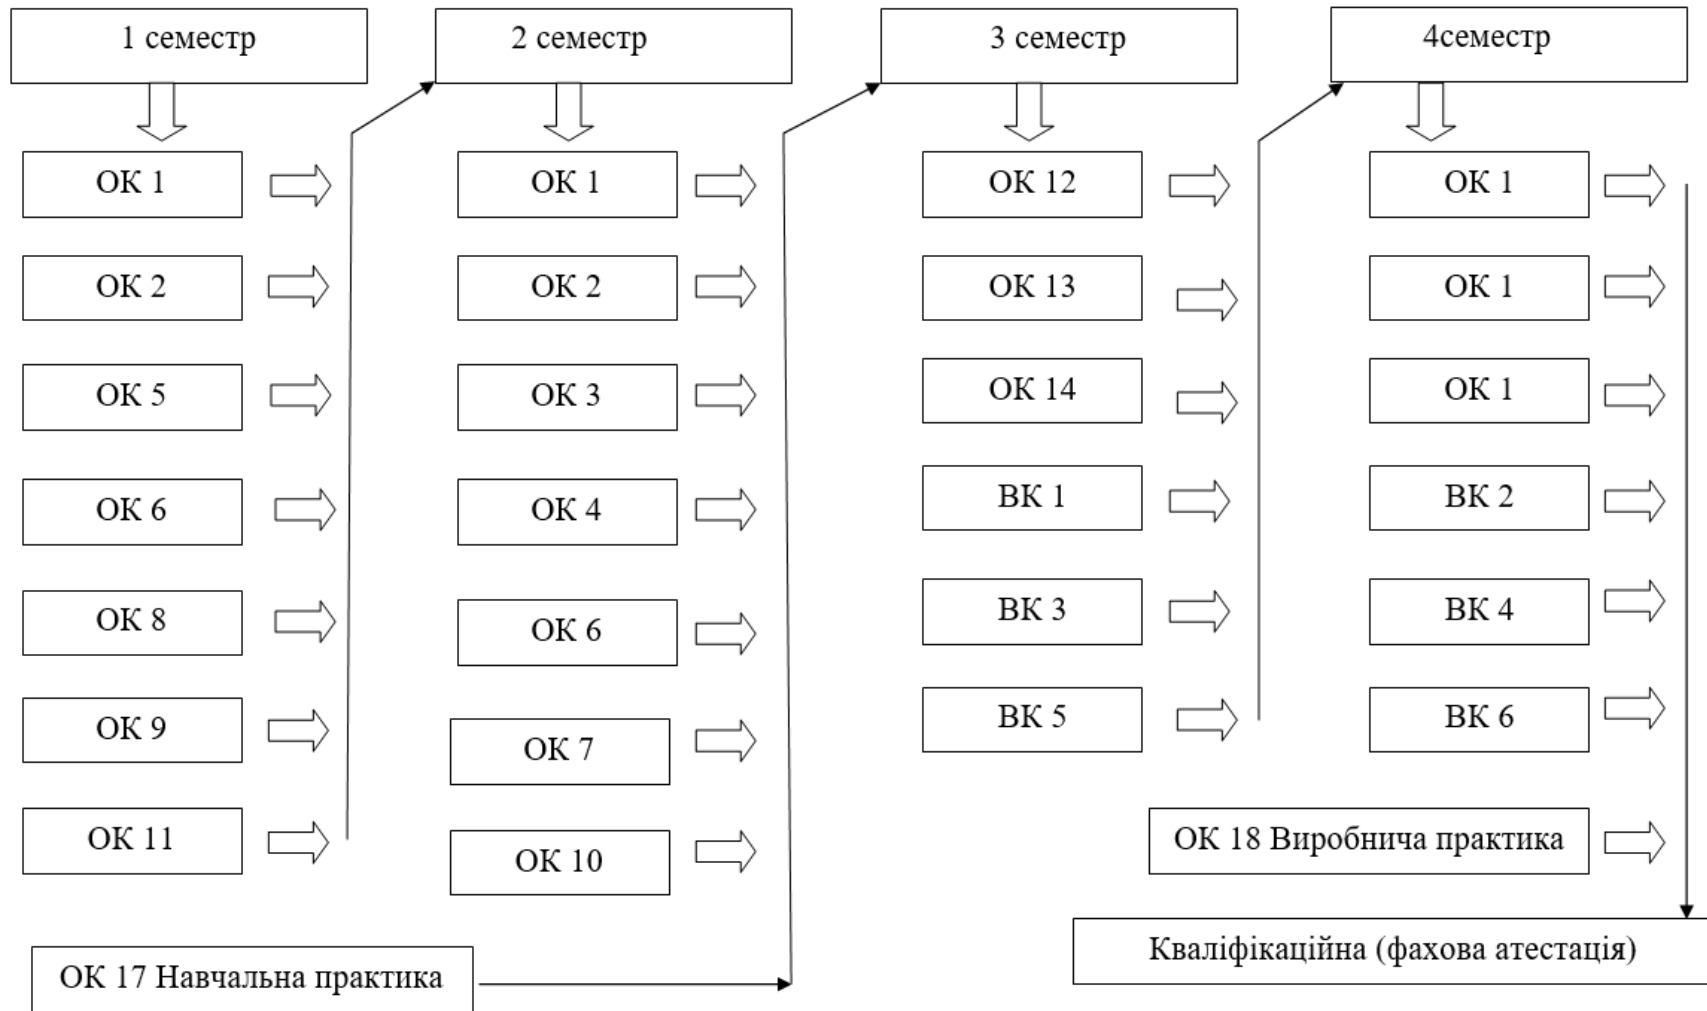 1 семестр
2 семестр
3 семестр
4семестр
ОК 1
ОК 1
ОК 12
ОК 1
ОК 2
ОК 2
ОК 13
ОК 1
ОК 5
ОК 3
ОК 14
ОК 1
ОК 6
ОК 4
ВК 1
ВК 2
ОК 8
ОК 6
ВК 3
ВК 4
ОК 9
ОК 7
ВК 5
ВК 6
ОК 11
ОК 10
ОК 18 Виробнича практика
ОК 17 Навчальна практика
Кваліфікаційна (фахова атестація)